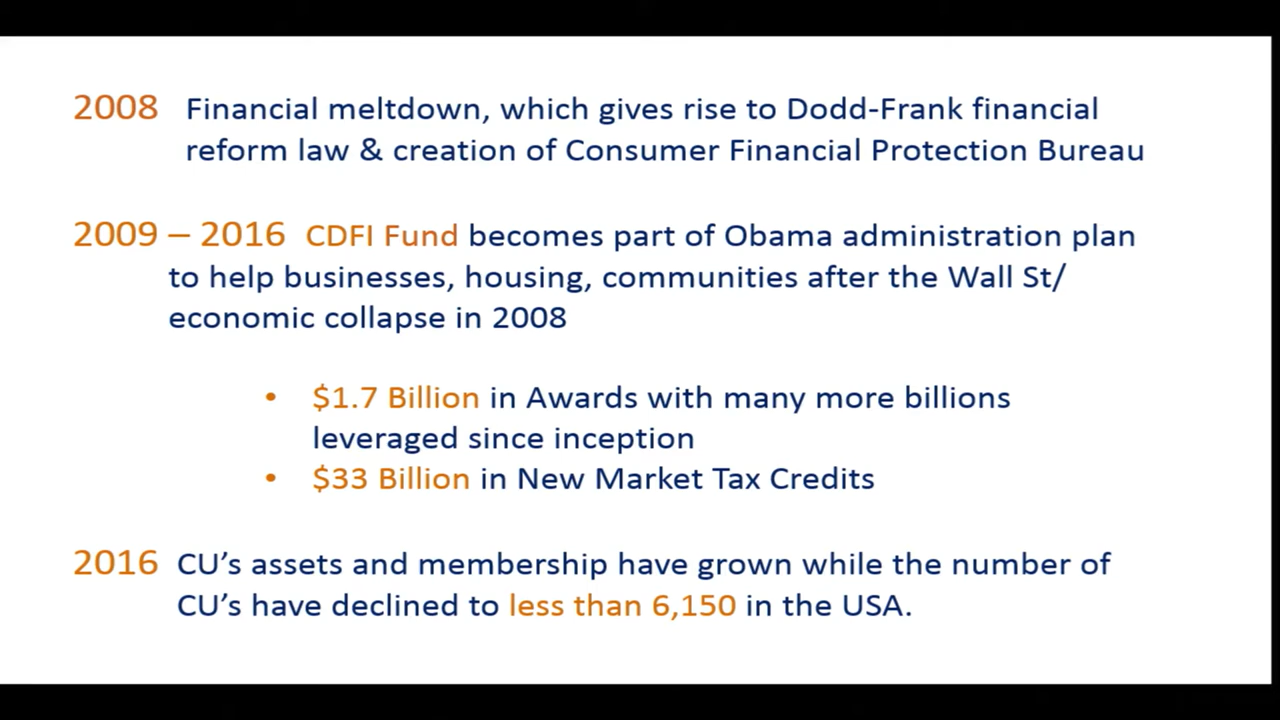 2008 Financial meltdown, which gives rise to Dodd-Frank financial
reform law & creation of Consumer Financial Protection Bureau
2009 – 2016 CDFI Fund becomes part of Obama administration plan
to help businesses, housing, communities after the Wall St/
economic collapse in 2008
• $1.7 Billion in Awards with many more billions
leveraged since inception
• $33 Billion in New Market Tax Credits
2016 CU’s assets and membership have grown while the number of
CU’s have declined to less than 6,150 in the USA.